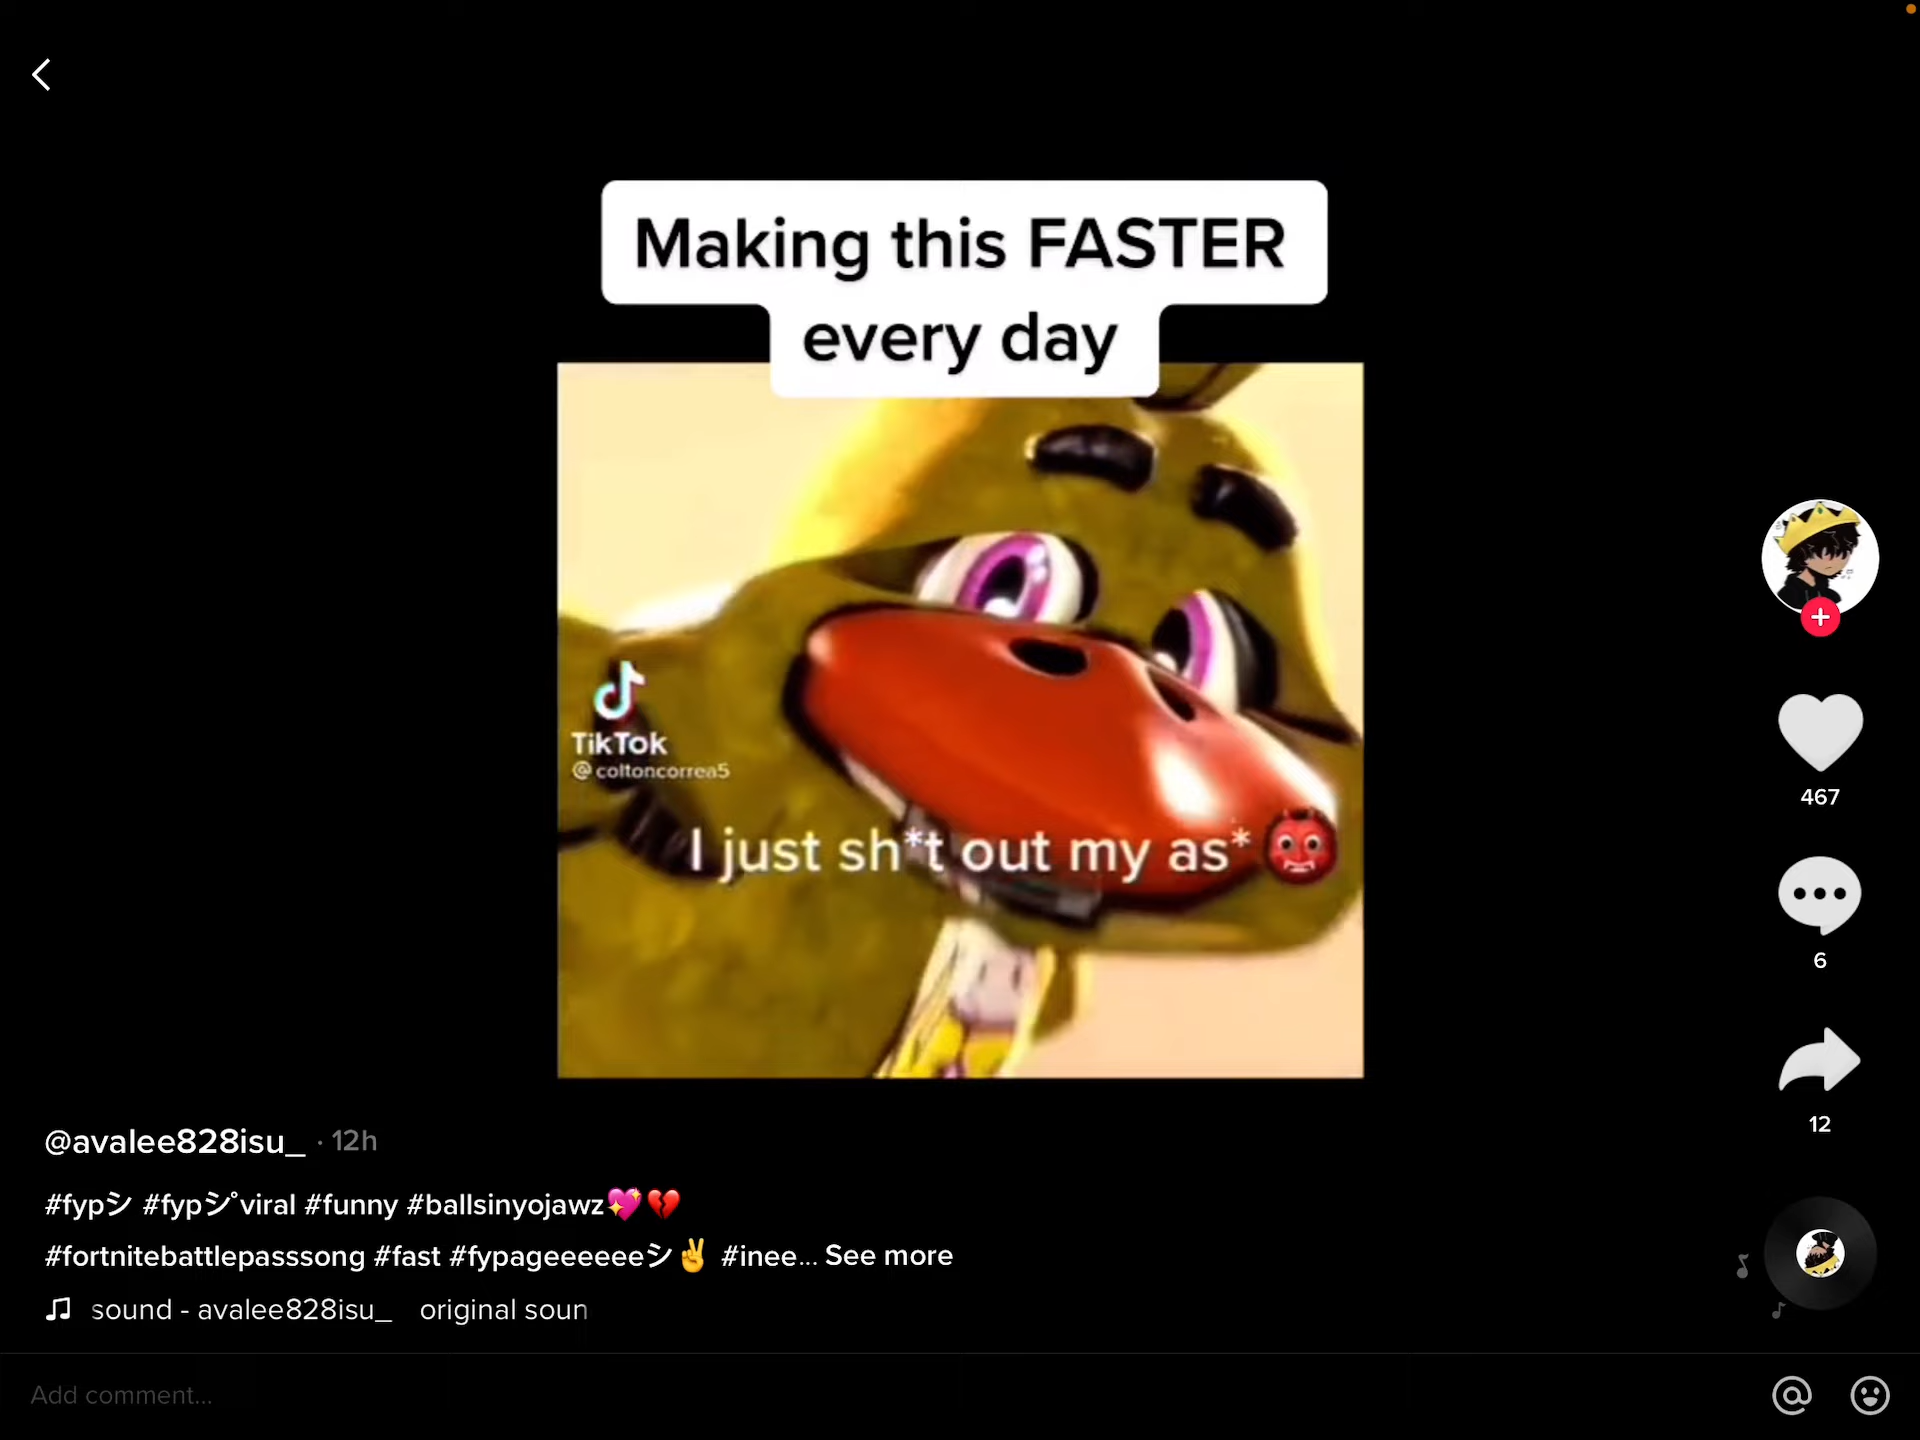 Making this FASTER
every day
TikTok
@coltoncorrea5
I just sh*t out my as* 👹
467
6
12
@avalee828isu_ · 12h
#fypシ #fypシ゚viral #funny #ballsinyojawz💖💔
#fortnitebattlepasssong #fast #fypageeeeeeシ✌️ #inee... See more
sound - avalee828isu_ original soun
Add comment...